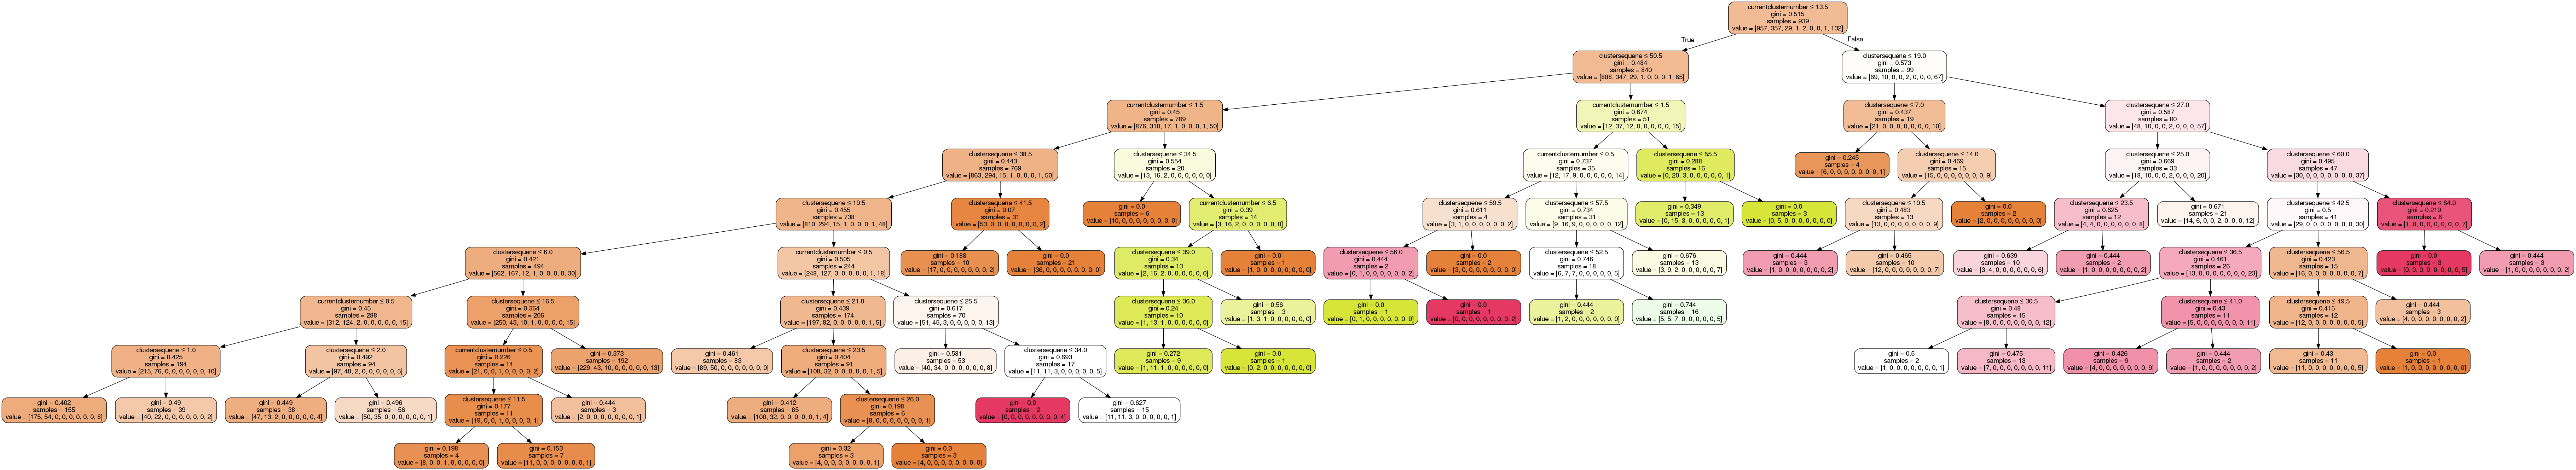 currentclusternumber ≤ 13.5
gini = 0.515
samples = 939
value = [957, 357, 29, 1, 2, 0, 0, 1, 132]
True
False
clustersequene ≤ 50.5
gini = 0.484
samples = 840
value = [888, 347, 29, 1, 0, 0, 0, 1, 65]
clustersequene ≤ 19.0
gini = 0.573
samples = 99
value = [69, 10, 0, 0, 2, 0, 0, 0, 67]
currentclusternumber ≤ 1.5
gini = 0.45
samples = 789
value = [876, 310, 17, 1, 0, 0, 0, 1, 50]
currentclusternumber ≤ 1.5
gini = 0.674
samples = 51
value = [12, 37, 12, 0, 0, 0, 0, 0, 15]
clustersequene ≤ 7.0
gini = 0.437
samples = 19
value = [21, 0, 0, 0, 0, 0, 0, 0, 10]
clustersequene ≤ 27.0
gini = 0.587
samples = 80
value = [48, 10, 0, 0, 2, 0, 0, 0, 57]
clustersequene ≤ 38.5
gini = 0.443
samples = 769
value = [863, 294, 15, 1, 0, 0, 0, 1, 50]
clustersequene ≤ 34.5
gini = 0.554
samples = 20
value = [13, 16, 2, 0, 0, 0, 0, 0, 0]
currentclusternumber ≤ 0.5
gini = 0.737
samples = 35
value = [12, 17, 9, 0, 0, 0, 0, 0, 14]
clustersequene ≤ 55.5
gini = 0.288
samples = 16
value = [0, 20, 3, 0, 0, 0, 0, 0, 1]
gini = 0.245
samples = 4
value = [6, 0, 0, 0, 0, 0, 0, 0, 1]
clustersequene ≤ 14.0
gini = 0.469
samples = 15
value = [15, 0, 0, 0, 0, 0, 0, 0, 9]
clustersequene ≤ 25.0
gini = 0.669
samples = 33
value = [18, 10, 0, 0, 2, 0, 0, 0, 20]
clustersequene ≤ 60.0
gini = 0.495
samples = 47
value = [30, 0, 0, 0, 0, 0, 0, 0, 37]
clustersequene ≤ 19.5
gini = 0.455
samples = 738
value = [810, 294, 15, 1, 0, 0, 0, 1, 48]
clustersequene ≤ 41.5
gini = 0.07
samples = 31
value = [53, 0, 0, 0, 0, 0, 0, 0, 2]
gini = 0.0
samples = 6
value = [10, 0, 0, 0, 0, 0, 0, 0, 0]
currentclusternumber ≤ 6.5
gini = 0.39
samples = 14
value = [3, 16, 2, 0, 0, 0, 0, 0, 0]
clustersequene ≤ 59.5
gini = 0.611
samples = 4
value = [3, 1, 0, 0, 0, 0, 0, 0, 2]
clustersequene ≤ 57.5
gini = 0.734
samples = 31
value = [9, 16, 9, 0, 0, 0, 0, 0, 12]
gini = 0.349
samples = 13
value = [0, 15, 3, 0, 0, 0, 0, 0, 1]
gini = 0.0
samples = 3
value = [0, 5, 0, 0, 0, 0, 0, 0, 0]
clustersequene ≤ 10.5
gini = 0.483
samples = 13
value = [13, 0, 0, 0, 0, 0, 0, 0, 9]
gini = 0.0
samples = 2
value = [2, 0, 0, 0, 0, 0, 0, 0, 0]
clustersequene ≤ 23.5
gini = 0.625
samples = 12
value = [4, 4, 0, 0, 0, 0, 0, 0, 8]
gini = 0.671
samples = 21
value = [14, 6, 0, 0, 2, 0, 0, 0, 12]
clustersequene ≤ 42.5
gini = 0.5
samples = 41
value = [29, 0, 0, 0, 0, 0, 0, 0, 30]
clustersequene ≤ 64.0
gini = 0.219
samples = 6
value = [1, 0, 0, 0, 0, 0, 0, 0, 7]
clustersequene ≤ 6.0
gini = 0.421
samples = 494
value = [562, 167, 12, 1, 0, 0, 0, 0, 30]
currentclusternumber ≤ 0.5
gini = 0.505
samples = 244
value = [248, 127, 3, 0, 0, 0, 0, 1, 18]
gini = 0.188
samples = 10
value = [17, 0, 0, 0, 0, 0, 0, 0, 2]
gini = 0.0
samples = 21
value = [36, 0, 0, 0, 0, 0, 0, 0, 0]
clustersequene ≤ 39.0
gini = 0.34
samples = 13
value = [2, 16, 2, 0, 0, 0, 0, 0, 0]
gini = 0.0
samples = 1
value = [1, 0, 0, 0, 0, 0, 0, 0, 0]
clustersequene ≤ 56.0
gini = 0.444
samples = 2
value = [0, 1, 0, 0, 0, 0, 0, 0, 2]
gini = 0.0
samples = 2
value = [3, 0, 0, 0, 0, 0, 0, 0, 0]
clustersequene ≤ 52.5
gini = 0.746
samples = 18
value = [6, 7, 7, 0, 0, 0, 0, 0, 5]
gini = 0.676
samples = 13
value = [3, 9, 2, 0, 0, 0, 0, 0, 7]
gini = 0.444
samples = 3
value = [1, 0, 0, 0, 0, 0, 0, 0, 2]
gini = 0.465
samples = 10
value = [12, 0, 0, 0, 0, 0, 0, 0, 7]
gini = 0.639
samples = 10
value = [3, 4, 0, 0, 0, 0, 0, 0, 6]
gini = 0.444
samples = 2
value = [1, 0, 0, 0, 0, 0, 0, 0, 2]
clustersequene ≤ 36.5
gini = 0.461
samples = 26
value = [13, 0, 0, 0, 0, 0, 0, 0, 23]
clustersequene ≤ 56.5
gini = 0.423
samples = 15
value = [16, 0, 0, 0, 0, 0, 0, 0, 7]
gini = 0.0
samples = 3
value = [0, 0, 0, 0, 0, 0, 0, 0, 5]
gini = 0.444
samples = 3
value = [1, 0, 0, 0, 0, 0, 0, 0, 2]
currentclusternumber ≤ 0.5
gini = 0.45
samples = 288
value = [312, 124, 2, 0, 0, 0, 0, 0, 15]
clustersequene ≤ 16.5
gini = 0.364
samples = 206
value = [250, 43, 10, 1, 0, 0, 0, 0, 15]
clustersequene ≤ 21.0
gini = 0.439
samples = 174
value = [197, 82, 0, 0, 0, 0, 0, 1, 5]
clustersequene ≤ 25.5
gini = 0.617
samples = 70
value = [51, 45, 3, 0, 0, 0, 0, 0, 13]
clustersequene ≤ 36.0
gini = 0.24
samples = 10
value = [1, 13, 1, 0, 0, 0, 0, 0, 0]
gini = 0.56
samples = 3
value = [1, 3, 1, 0, 0, 0, 0, 0, 0]
gini = 0.0
samples = 1
value = [0, 1, 0, 0, 0, 0, 0, 0, 0]
gini = 0.0
samples = 1
value = [0, 0, 0, 0, 0, 0, 0, 0, 2]
gini = 0.444
samples = 2
value = [1, 2, 0, 0, 0, 0, 0, 0, 0]
gini = 0.744
samples = 16
value = [5, 5, 7, 0, 0, 0, 0, 0, 5]
clustersequene ≤ 30.5
gini = 0.48
samples = 15
value = [8, 0, 0, 0, 0, 0, 0, 0, 12]
clustersequene ≤ 41.0
gini = 0.43
samples = 11
value = [5, 0, 0, 0, 0, 0, 0, 0, 11]
clustersequene ≤ 49.5
gini = 0.415
samples = 12
value = [12, 0, 0, 0, 0, 0, 0, 0, 5]
gini = 0.444
samples = 3
value = [4, 0, 0, 0, 0, 0, 0, 0, 2]
clustersequene ≤ 1.0
gini = 0.425
samples = 194
value = [215, 76, 0, 0, 0, 0, 0, 0, 10]
clustersequene ≤ 2.0
gini = 0.492
samples = 94
value = [97, 48, 2, 0, 0, 0, 0, 0, 5]
currentclusternumber ≤ 0.5
gini = 0.226
samples = 14
value = [21, 0, 0, 1, 0, 0, 0, 0, 2]
gini = 0.373
samples = 192
value = [229, 43, 10, 0, 0, 0, 0, 0, 13]
gini = 0.461
samples = 83
value = [89, 50, 0, 0, 0, 0, 0, 0, 0]
clustersequene ≤ 23.5
gini = 0.404
samples = 91
value = [108, 32, 0, 0, 0, 0, 0, 1, 5]
gini = 0.581
samples = 53
value = [40, 34, 0, 0, 0, 0, 0, 0, 8]
clustersequene ≤ 34.0
gini = 0.693
samples = 17
value = [11, 11, 3, 0, 0, 0, 0, 0, 5]
gini = 0.272
samples = 9
value = [1, 11, 1, 0, 0, 0, 0, 0, 0]
gini = 0.0
samples = 1
value = [0, 2, 0, 0, 0, 0, 0, 0, 0]
gini = 0.5
samples = 2
value = [1, 0, 0, 0, 0, 0, 0, 0, 1]
gini = 0.475
samples = 13
value = [7, 0, 0, 0, 0, 0, 0, 0, 11]
gini = 0.426
samples = 9
value = [4, 0, 0, 0, 0, 0, 0, 0, 9]
gini = 0.444
samples = 2
value = [1, 0, 0, 0, 0, 0, 0, 0, 2]
gini = 0.43
samples = 11
value = [11, 0, 0, 0, 0, 0, 0, 0, 5]
gini = 0.0
samples = 1
value = [1, 0, 0, 0, 0, 0, 0, 0, 0]
gini = 0.402
samples = 155
value = [175, 54, 0, 0, 0, 0, 0, 0, 8]
gini = 0.49
samples = 39
value = [40, 22, 0, 0, 0, 0, 0, 0, 2]
gini = 0.449
samples = 38
value = [47, 13, 2, 0, 0, 0, 0, 0, 4]
gini = 0.496
samples = 56
value = [50, 35, 0, 0, 0, 0, 0, 0, 1]
clustersequene ≤ 11.5
gini = 0.177
samples = 11
value = [19, 0, 0, 1, 0, 0, 0, 0, 1]
gini = 0.444
samples = 3
value = [2, 0, 0, 0, 0, 0, 0, 0, 1]
gini = 0.412
samples = 85
value = [100, 32, 0, 0, 0, 0, 0, 1, 4]
clustersequene ≤ 26.0
gini = 0.198
samples = 6
value = [8, 0, 0, 0, 0, 0, 0, 0, 1]
gini = 0.0
samples = 2
value = [0, 0, 0, 0, 0, 0, 0, 0, 4]
gini = 0.627
samples = 15
value = [11, 11, 3, 0, 0, 0, 0, 0, 1]
gini = 0.198
samples = 4
value = [8, 0, 0, 1, 0, 0, 0, 0, 0]
gini = 0.153
samples = 7
value = [11, 0, 0, 0, 0, 0, 0, 0, 1]
gini = 0.32
samples = 3
value = [4, 0, 0, 0, 0, 0, 0, 0, 1]
gini = 0.0
samples = 3
value = [4, 0, 0, 0, 0, 0, 0, 0, 0]